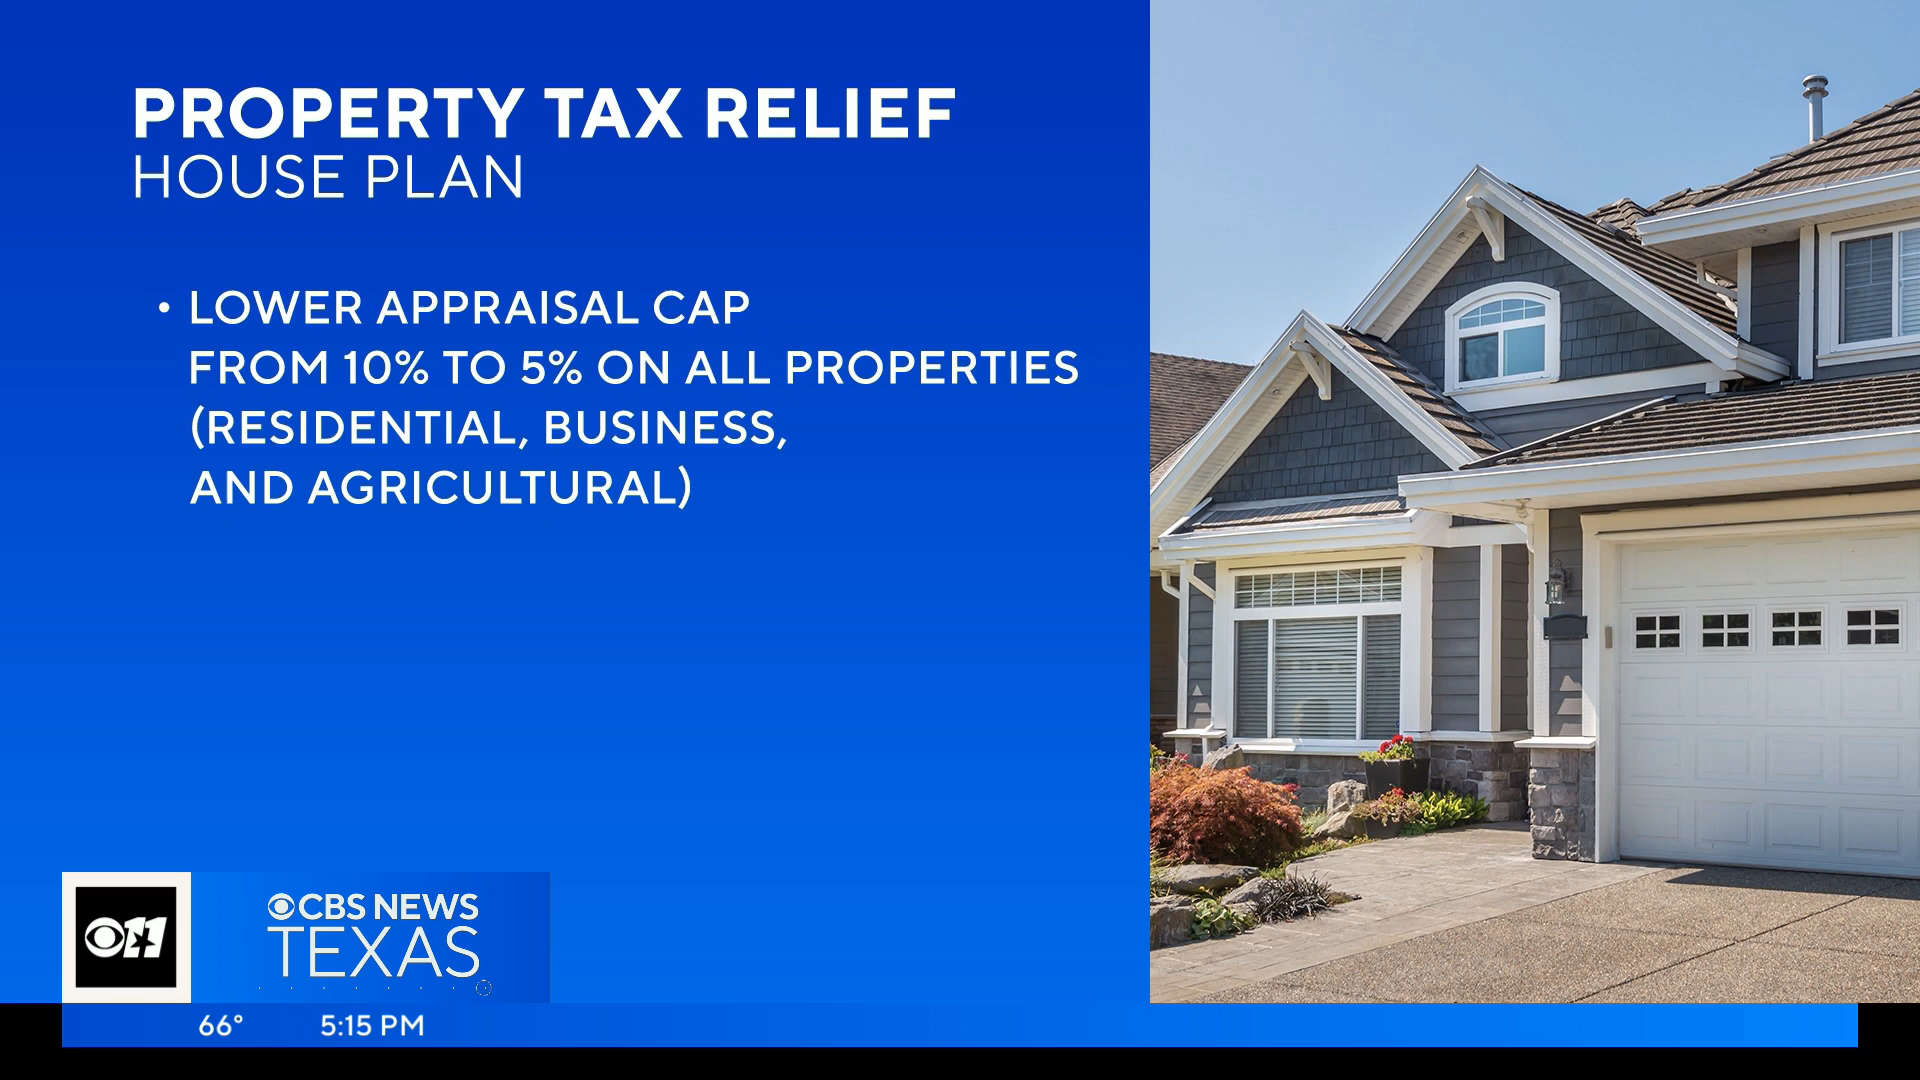 PROPERTY TAX RELIEF
HOUSE PLAN
• LOWER APPRAISAL CAP
FROM 10% TO 5% ON ALL PROPERTIES
(RESIDENTIAL, BUSINESS,
AND AGRICULTURAL)
11
CBS NEWS
TEXAS
66° 5:15 PM